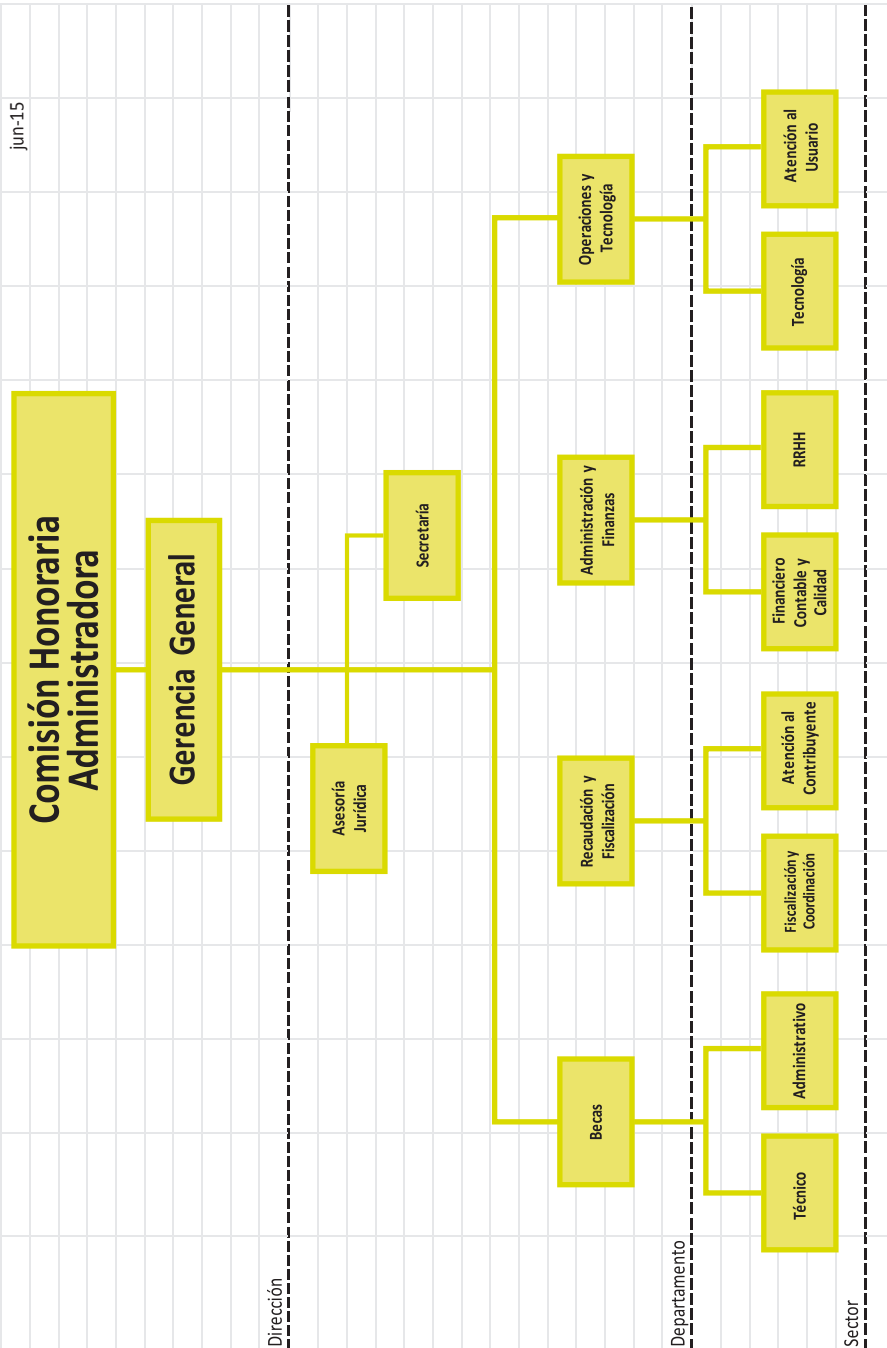 jun-15
Comisión Honoraria
Administradora
Gerencia General
Dirección
Asesoría
Jurídica
Secretaría
Becas
Recaudación y
Fiscalización
Administración y
Finanzas
Operaciones y
Tecnología
Departamento
Técnico
Administrativo
Fiscalización y
Coordinación
Atención al
Contribuyente
Financiero
Contable y
Calidad
RRHH
Tecnología
Atención al
Usuario
Sector